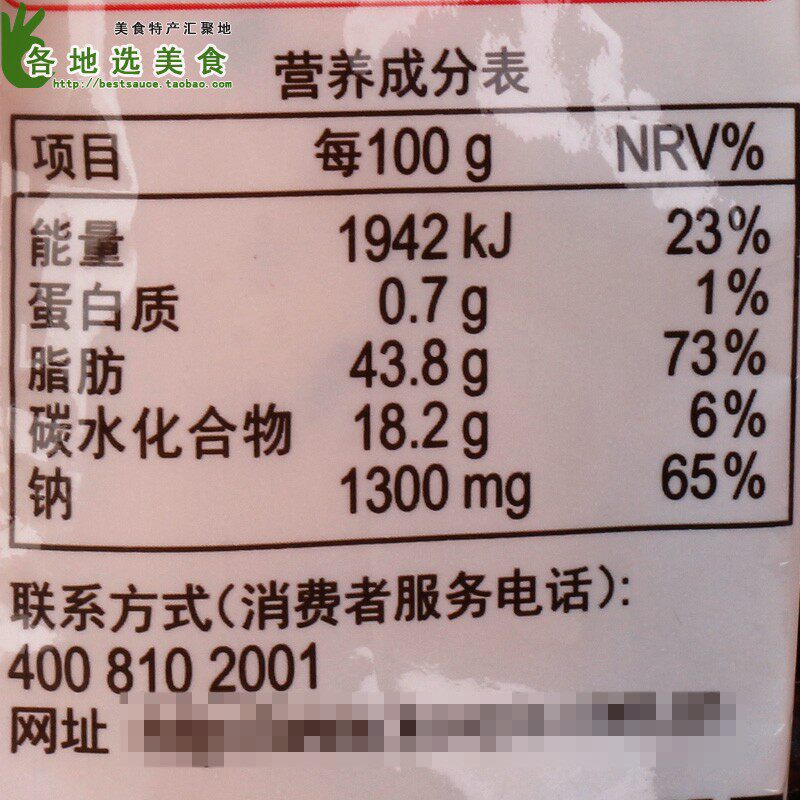 美食特产汇聚地
各地选美食
http://bestsauce.taobao.com
营养成分表
项目 每100 g NRV%
能量 1942 kJ 23%
蛋白质 0.7 g 1%
脂肪 43.8 g 73%
碳水化合物 18.2 g 6%
钠 1300 mg 65%
联系方式(消费者服务电话):
400 810 2001
网址